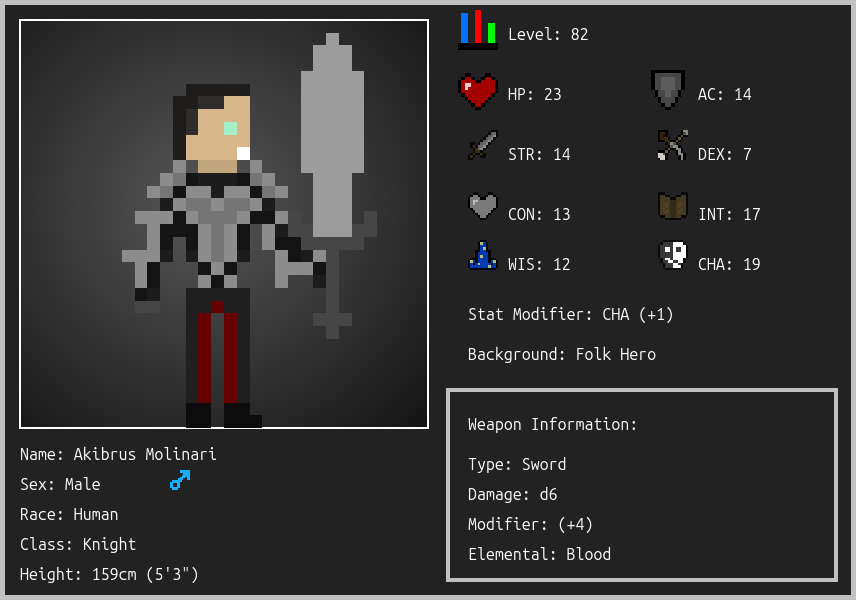 Level: 82
HP: 23
AC: 14
STR: 14
DEX: 7
CON: 13
INT: 17
WIS: 12
CHA: 19
Stat Modifier: CHA (+1)
Background: Folk Hero
Weapon Information:
Type: Sword
Damage: d6
Modifier: (+4)
Elemental: Blood
Name: Akibrus Molinari
Sex: Male
Race: Human
Class: Knight
Height: 159cm (5'3")